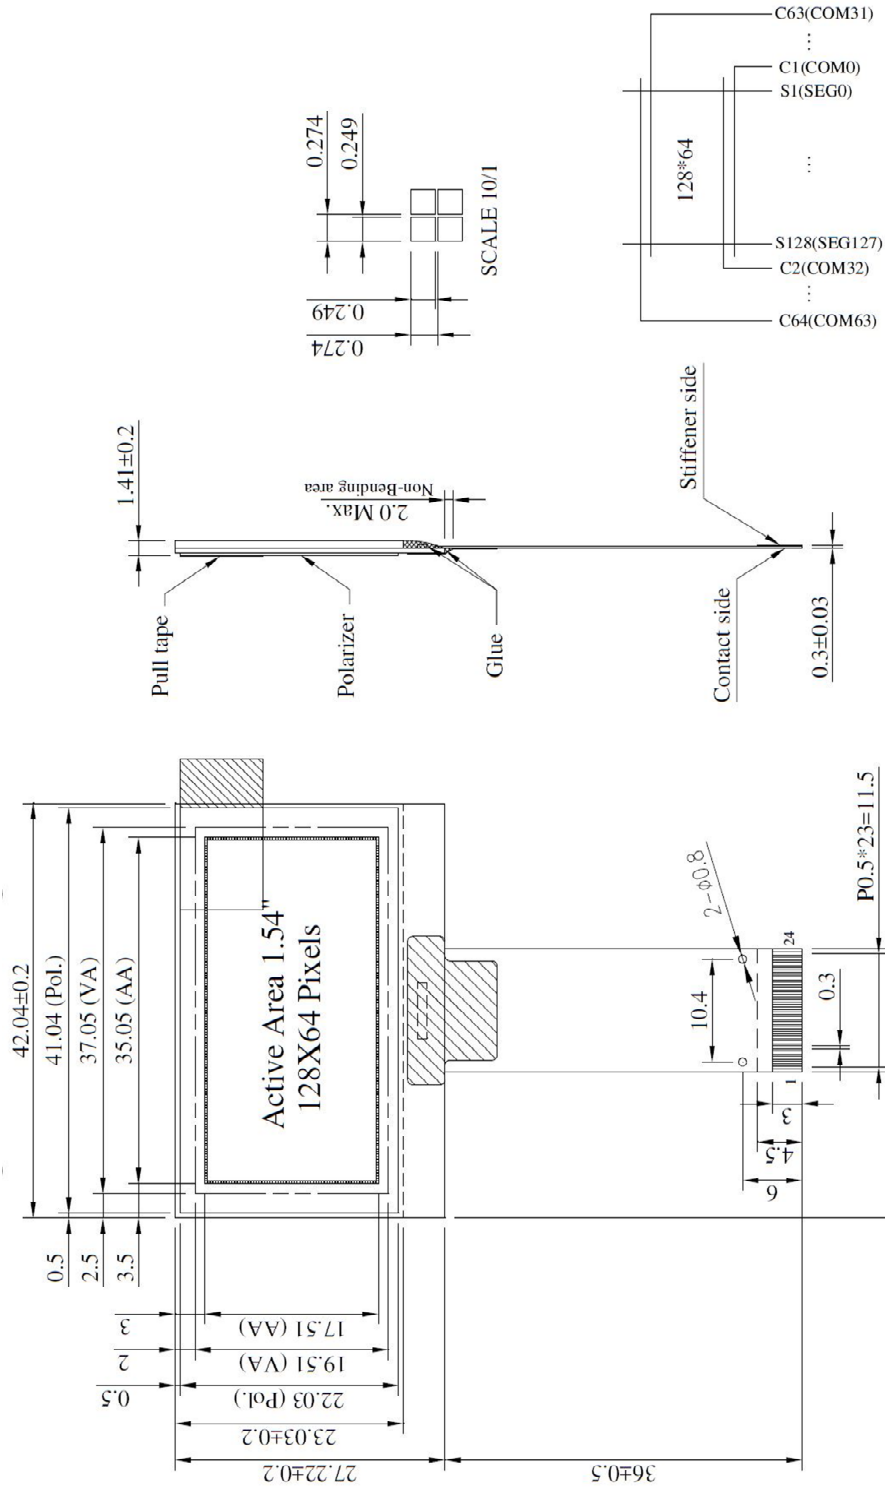 C63(COM31)
...
C1(COM0)
S1(SEG0)
128*64
...
S128(SEG127)
C2(COM32)
...
C64(COM63)
0.274
0.249
SCALE 10/1
0.249
0.274
1.41±0.2
Non-Bending area
2.0 Max.
Stiffener side
Pull tape
Polarizer
Glue
Contact side
0.3±0.03
42.04±0.2
41.04 (Pol.)
37.05 (VA)
35.05 (AA)
Active Area 1.54"
128X64 Pixels
2-Φ0.8
P0.5*23=11.5
10.4
24
0.3
1
3
4.5
6
0.5
2.5
3.5
3
17.51 (AA)
2
19.51 (VA)
0.5
22.03 (Pol.)
23.03±0.2
27.22±0.2
36±0.5